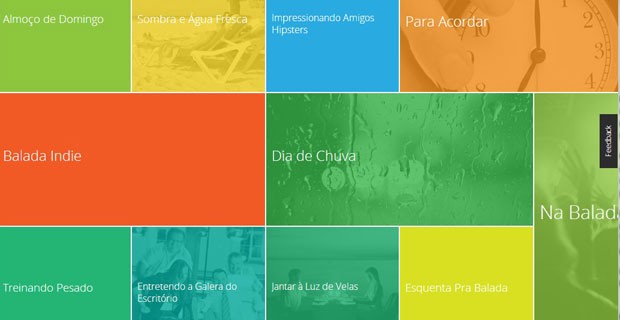 Almoço de Domingo
Sombra e Água Fresca
Impressionando Amigos
Hipsters
Para Acordar
Balada Indie
Dia de Chuva
Feedback
Na Balada
Treinando Pesado
Entretendo a Galera do
Escritório
Jantar à Luz de Velas
Esquenta Pra Balada